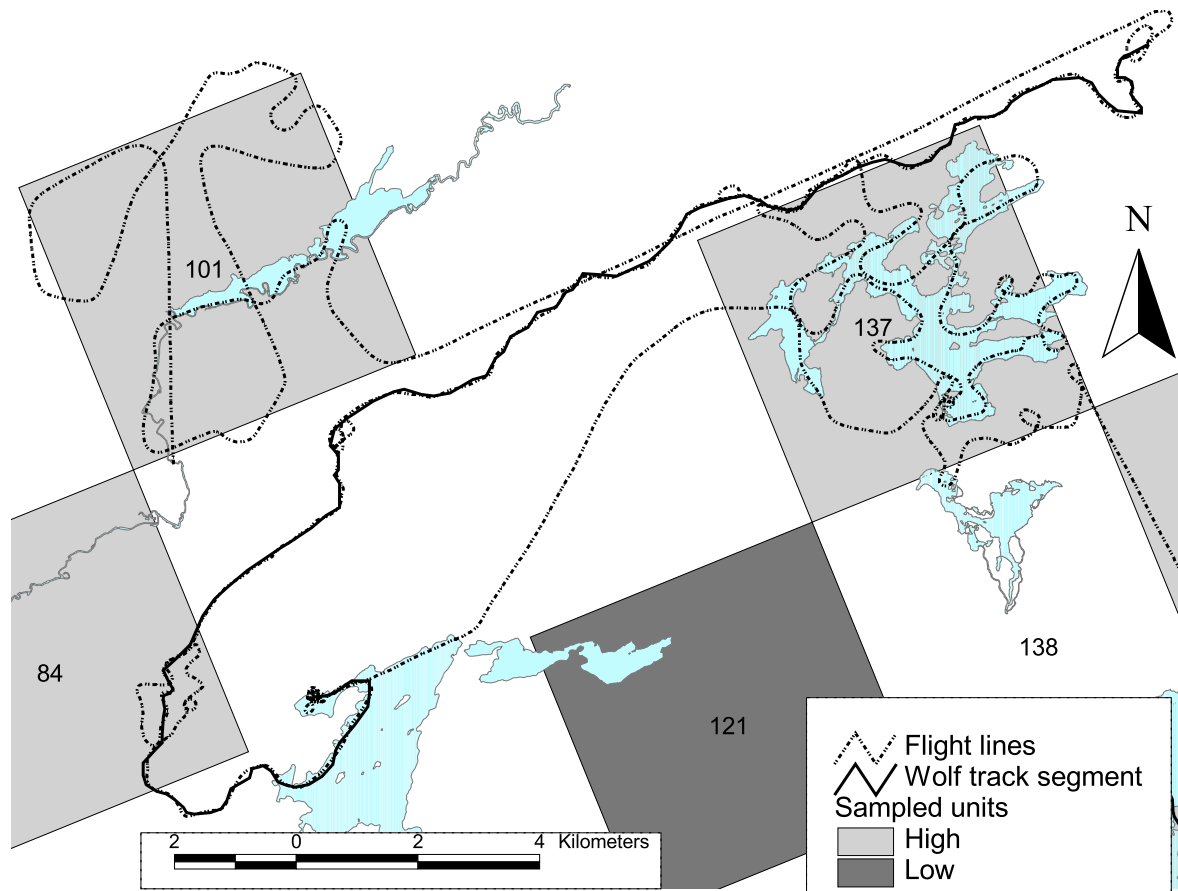 N
101
137
84
138
121
Flight lines
Wolf track segment
Sampled units
High
Low
2 0 2 4 Kilometers